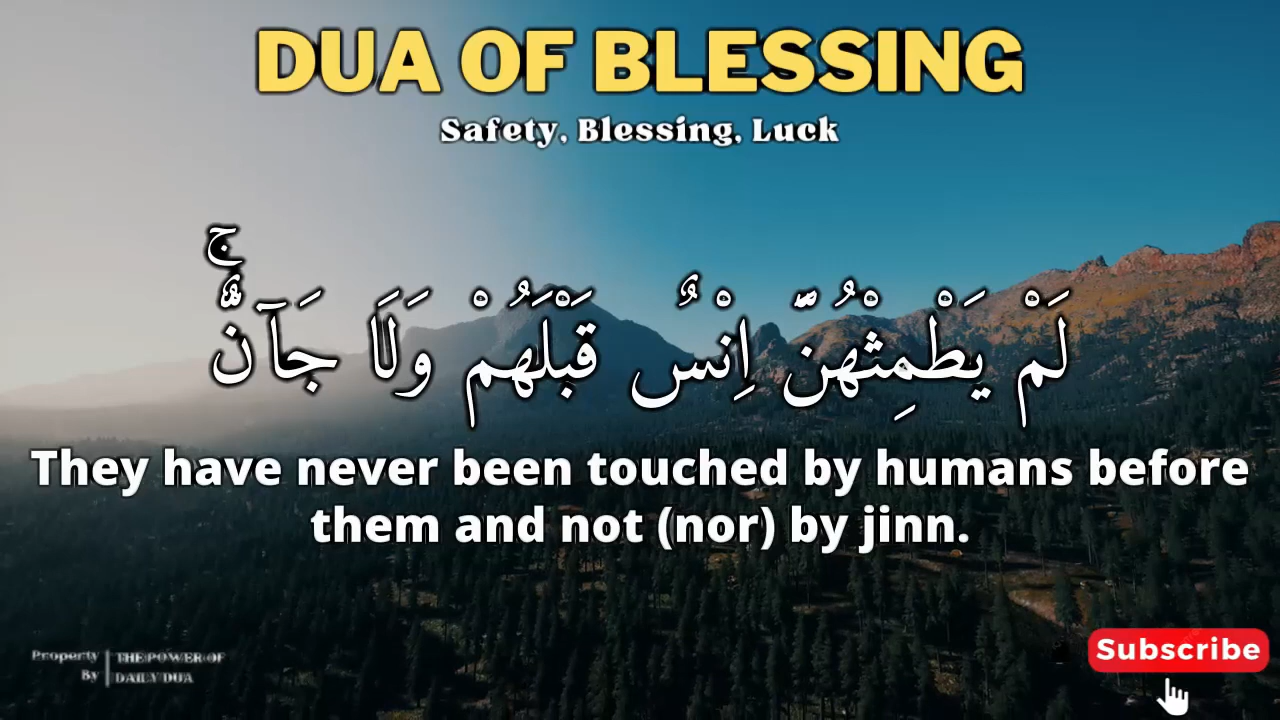 DUA OF BLESSING
Safety, Blessing, Luck
لَمْ يَطْمِثْهُنَّ اِنْسٌ قَبْلَهُمْ وَلَا جَآنٌّۚ
They have never been touched by humans before
them and not (nor) by jinn.
Property
By
THE POWER OF
DAILY DUA
Subscribe